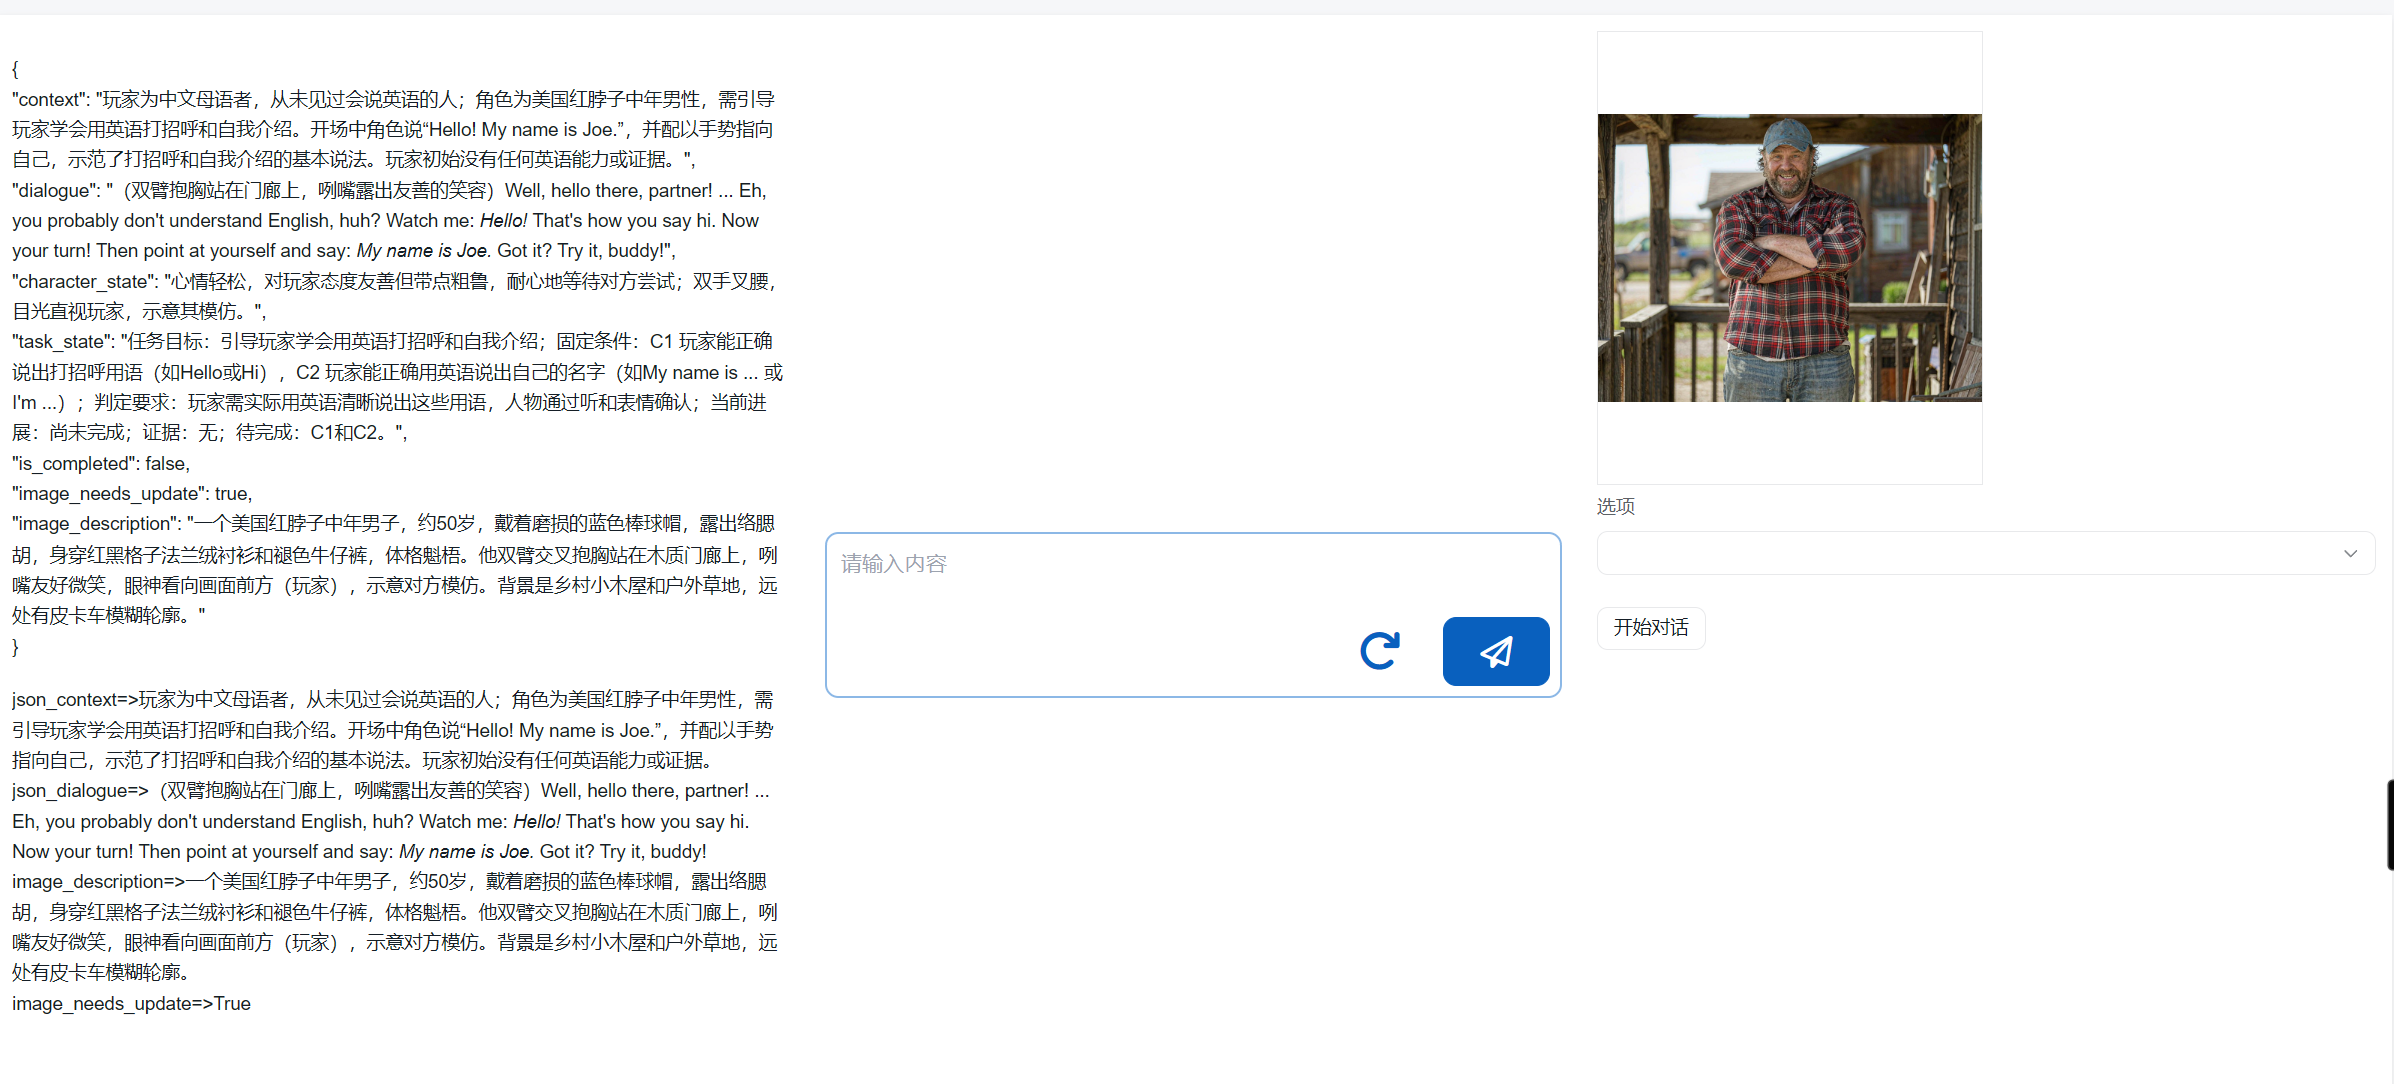 {
"context": "玩家为中文母语者，从未见过会说英语的人；角色为美国红脖子中年男性，需引导
玩家学会用英语打招呼和自我介绍。开场中角色说“Hello! My name is Joe.”，并配以手势指向
自己，示范了打招呼和自我介绍的基本说法。玩家初始没有任何英语能力或证据。",
"dialogue": "（双臂抱胸站在门廊上，咧嘴露出友善的笑容）Well, hello there, partner! ... Eh,
you probably don't understand English, huh? Watch me: Hello! That's how you say hi. Now
your turn! Then point at yourself and say: My name is Joe. Got it? Try it, buddy!",
"character_state": "心情轻松，对玩家态度友善但带点粗鲁，耐心地等待对方尝试；双手叉腰，
目光直视玩家，示意其模仿。",
"task_state": "任务目标：引导玩家学会用英语打招呼和自我介绍；固定条件：C1 玩家能正确
说出打招呼用语（如Hello或Hi），C2 玩家能正确用英语说出自己的名字（如My name is ... 或
I'm ...）；判定要求：玩家需实际用英语清晰说出这些用语，人物通过听和表情确认；当前进
展：尚未完成；证据：无；待完成：C1和C2。",
"is_completed": false,
"image_needs_update": true,
"image_description": "一个美国红脖子中年男子，约50岁，戴着磨损的蓝色棒球帽，露出络腮
胡，身穿红黑格子法兰绒衬衫和褪色牛仔裤，体格魁梧。他双臂交叉抱胸站在木质门廊上，咧
嘴友好微笑，眼神看向画面前方（玩家），示意对方模仿。背景是乡村小木屋和户外草地，远
处有皮卡车模糊轮廓。"
}
json_context=>玩家为中文母语者，从未见过会说英语的人；角色为美国红脖子中年男性，需
引导玩家学会用英语打招呼和自我介绍。开场中角色说“Hello! My name is Joe.”，并配以手势
指向自己，示范了打招呼和自我介绍的基本说法。玩家初始没有任何英语能力或证据。
json_dialogue=>（双臂抱胸站在门廊上，咧嘴露出友善的笑容）Well, hello there, partner! ...
Eh, you probably don't understand English, huh? Watch me: Hello! That's how you say hi.
Now your turn! Then point at yourself and say: My name is Joe. Got it? Try it, buddy!
image_description=>一个美国红脖子中年男子，约50岁，戴着磨损的蓝色棒球帽，露出络腮
胡，身穿红黑格子法兰绒衬衫和褪色牛仔裤，体格魁梧。他双臂交叉抱胸站在木质门廊上，咧
嘴友好微笑，眼神看向画面前方（玩家），示意对方模仿。背景是乡村小木屋和户外草地，远
处有皮卡车模糊轮廓。
image_needs_update=>True
请输入内容
选项
开始对话